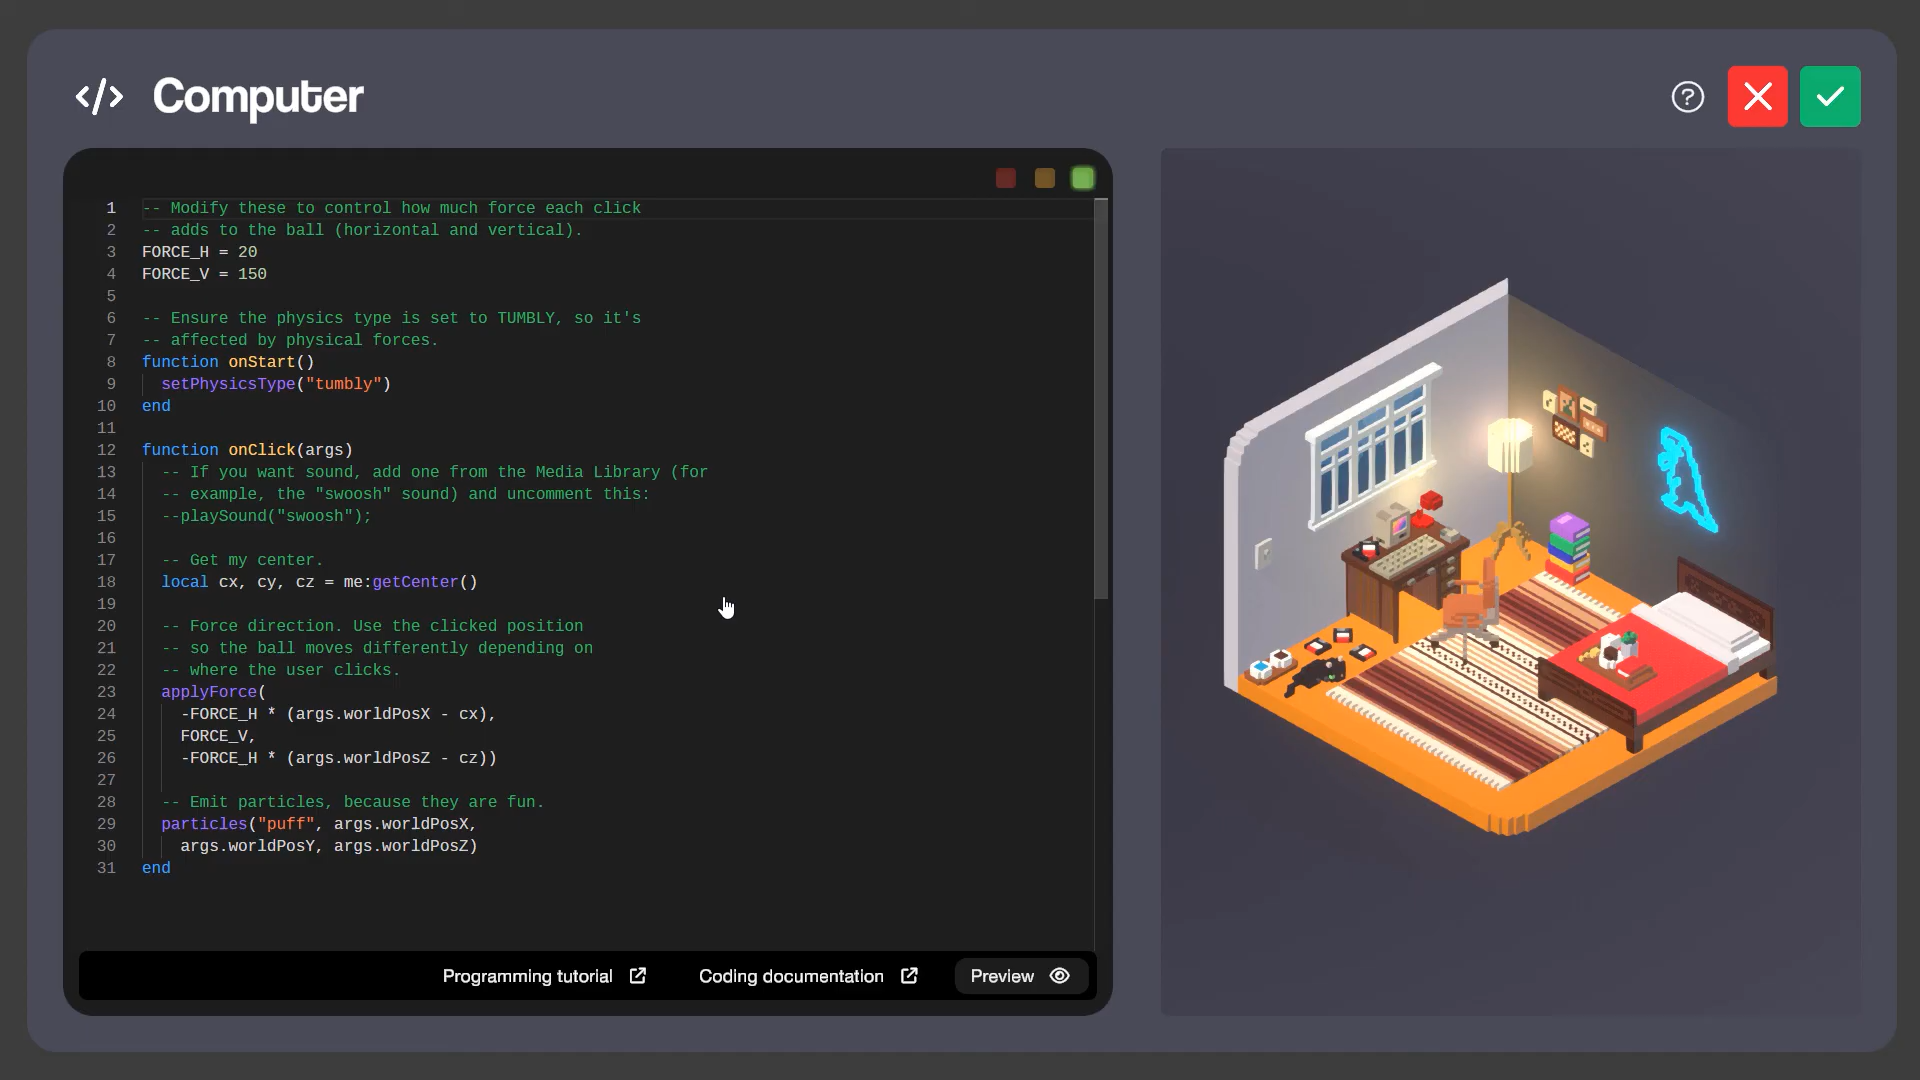 </> Computer
?
1 -- Modify these to control how much force each click
2 -- adds to the ball (horizontal and vertical).
3 FORCE_H = 20
4 FORCE_V = 150
5
6 -- Ensure the physics type is set to TUMBLY, so it's
7 -- affected by physical forces.
8 function onStart()
9   setPhysicsType("tumbly")
10 end
11
12 function onClick(args)
13   -- If you want sound, add one from the Media Library (for
14   -- example, the "swoosh" sound) and uncomment this:
15   --playSound("swoosh");
16
17   -- Get my center.
18   local cx, cy, cz = me:getCenter()
19
20   -- Force direction. Use the clicked position
21   -- so the ball moves differently depending on
22   -- where the user clicks.
23   applyForce(
24     -FORCE_H * (args.worldPosX - cx),
25     FORCE_V,
26     -FORCE_H * (args.worldPosZ - cz))
27
28   -- Emit particles, because they are fun.
29   particles("puff", args.worldPosX,
30     args.worldPosY, args.worldPosZ)
31 end
Programming tutorial Coding documentation Preview